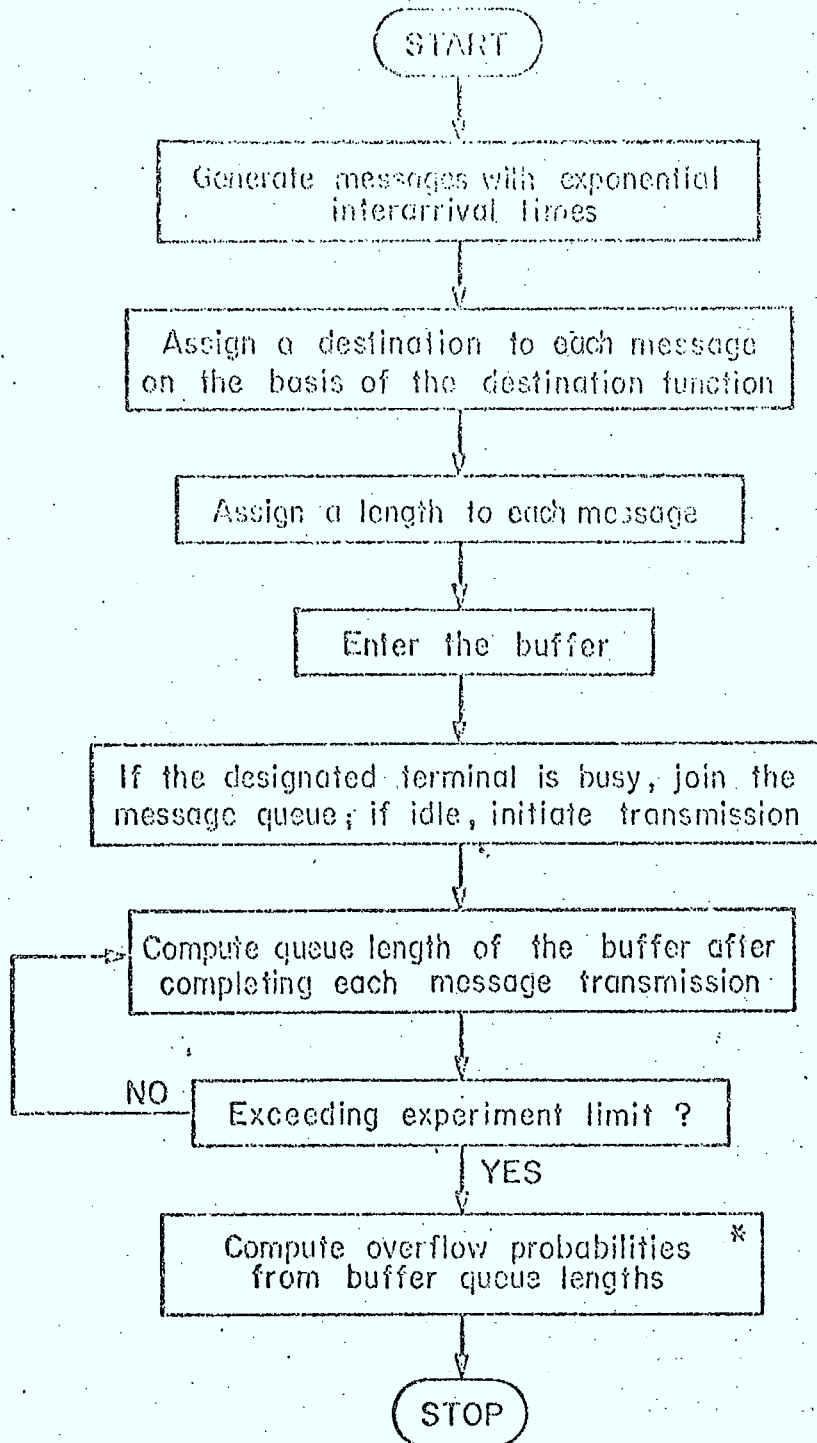 START
Generate messages with exponential
interarrival times
Assign a destination to each message
on the basis of the destination function
Assign a length to each message
Enter the buffer
If the designated terminal is busy, join the
message queue; if idle, initiate transmission
Compute queue length of the buffer after
completing each message transmission
NO
Exceeding experiment limit ?
YES
Compute overflow probabilities *
from buffer queue lengths
STOP